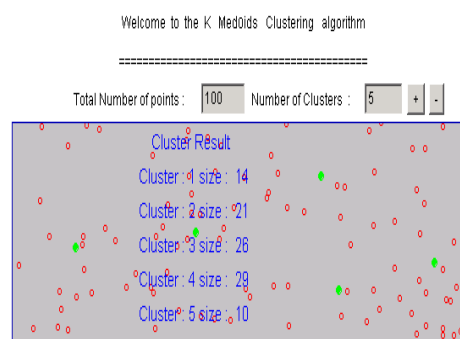 Welcome to the K Med0ids Clustering algorithm
==========================================
Total Number of points : 100 Number of Clusters : 5 + -
Cluster Result
Cluster : 1 size : 14
Cluster : 2 size : 21
Cluster : 3 size : 26
Cluster : 4 size : 29
Cluster : 5 size : 10